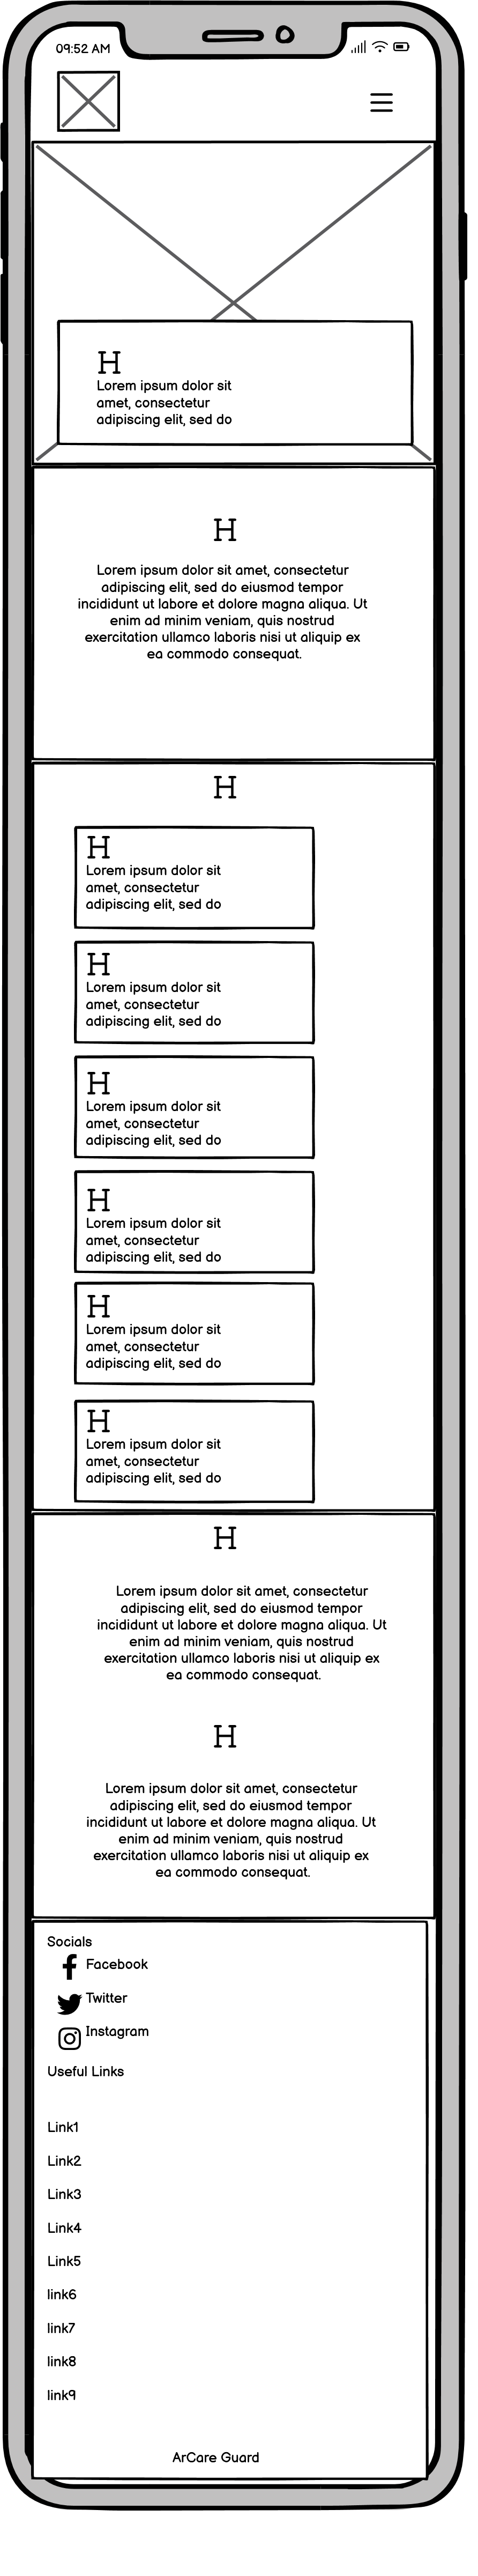 09:52 AM
H
Lorem ipsum dolor sit
amet, consectetur
adipiscing elit, sed do
H
Lorem ipsum dolor sit amet, consectetur
adipiscing elit, sed do eiusmod tempor
incididunt ut labore et dolore magna aliqua. Ut
enim ad minim veniam, quis nostrud
exercitation ullamco laboris nisi ut aliquip ex
ea commodo consequat.
H
H
Lorem ipsum dolor sit
amet, consectetur
adipiscing elit, sed do
H
Lorem ipsum dolor sit
amet, consectetur
adipiscing elit, sed do
H
Lorem ipsum dolor sit
amet, consectetur
adipiscing elit, sed do
H
Lorem ipsum dolor sit
amet, consectetur
adipiscing elit, sed do
H
Lorem ipsum dolor sit
amet, consectetur
adipiscing elit, sed do
H
Lorem ipsum dolor sit
amet, consectetur
adipiscing elit, sed do
H
Lorem ipsum dolor sit amet, consectetur
adipiscing elit, sed do eiusmod tempor
incididunt ut labore et dolore magna aliqua. Ut
enim ad minim veniam, quis nostrud
exercitation ullamco laboris nisi ut aliquip ex
ea commodo consequat.
H
Lorem ipsum dolor sit amet, consectetur
adipiscing elit, sed do eiusmod tempor
incididunt ut labore et dolore magna aliqua. Ut
enim ad minim veniam, quis nostrud
exercitation ullamco laboris nisi ut aliquip ex
ea commodo consequat.
Socials
Facebook
Twitter
Instagram
Useful Links
Link1
Link2
Link3
Link4
Link5
link6
link7
link8
link9
ArCare Guard